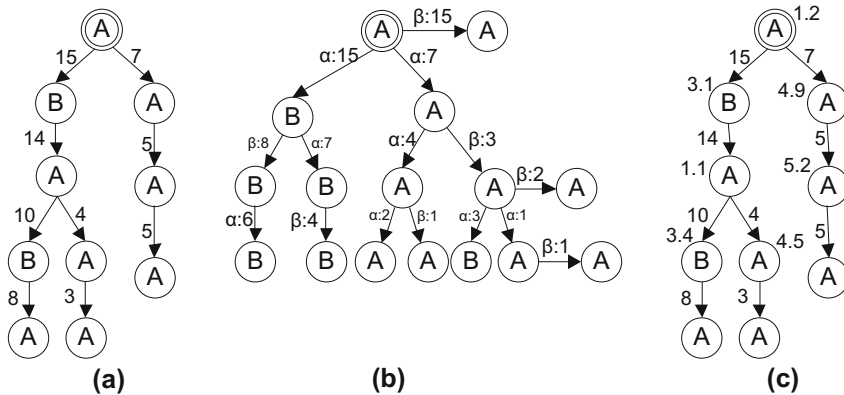 A 1.2
15 7
B A
14 5
A A
10 4 5
B A A
8 3
A A
(a)
A β:15 A
α:15 α:7
B A
β:8 α:7 α:4 β:3
B B A A β:2 A
α:6 β:4 α:2 β:1 α:3 α:1
B B A A B A β:1 A
(b)
A
15 7
3.1 B 4.9 A
14 5
1.1 A 5.2 A
10 4 5
3.4 B A 4.5 A
8 3
A A
(c)